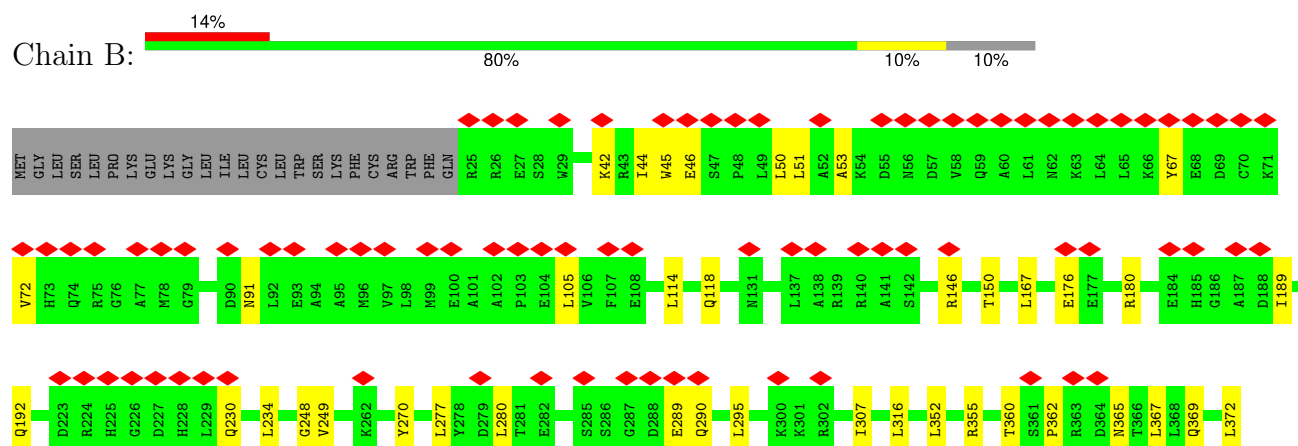 14%
Chain B:
80% 10% 10%
MET GLY LEU SER LEU PRO LYS GLU LYS GLY LEU ILE LEU CYS LEU TRP SER LYS PHE CYS ARG TRP PHE GLN R25 R26 E27 S28 W29 K42 R43 I44 W45 E46 S47 P48 L49 L50 L51 A52 A53 K54 D55 N56 D57 V58 Q59 A60 L61 N62 K63 L64 L65 K66 Y67 E68 D69 C70 K71
V72 H73 Q74 R75 G76 A77 M78 G79 D90 N91 L92 E93 A94 A95 M96 V97 L98 M99 E100 A101 A102 P103 E104 L105 V106 F107 E108 L114 Q118 N131 L137 A138 R139 R140 A141 S142 R146 T150 L167 E176 E177 R180 E184 H185 G186 A187 D188 I189
Q192 D223 R224 H225 G226 D227 H228 L229 Q230 L234 G248 V249 K262 Y270 L277 Y278 D279 L280 T281 E282 S285 S286 G287 D288 E289 Q290 L295 K300 K301 R302 I307 L316 L352 R355 T360 S361 P362 R363 D364 N365 T366 L367 L368 Q369 L372